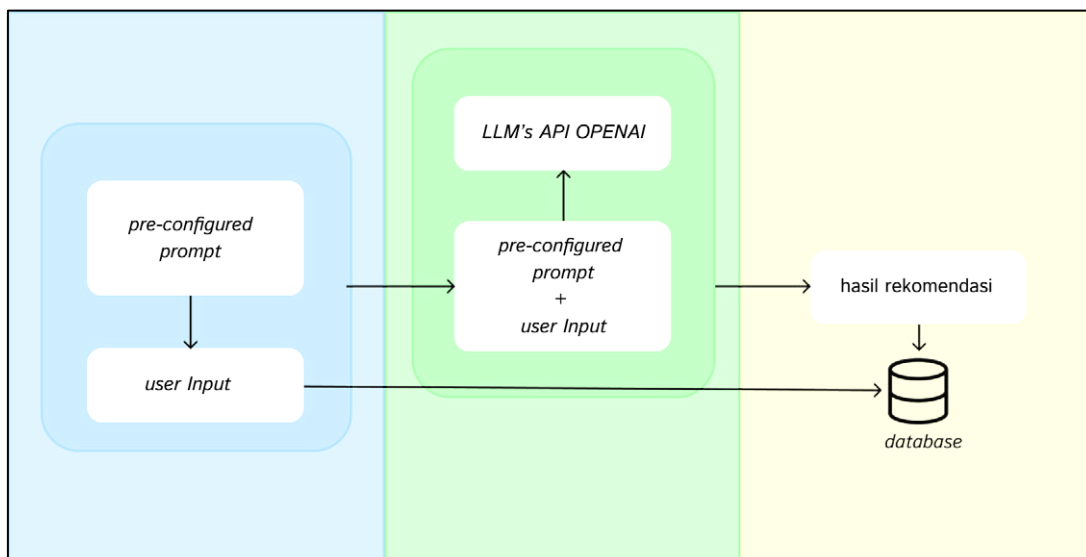 pre-configured
prompt
user Input
LLM's API OPENAI
pre-configured
prompt
+
user Input
hasil rekomendasi
database